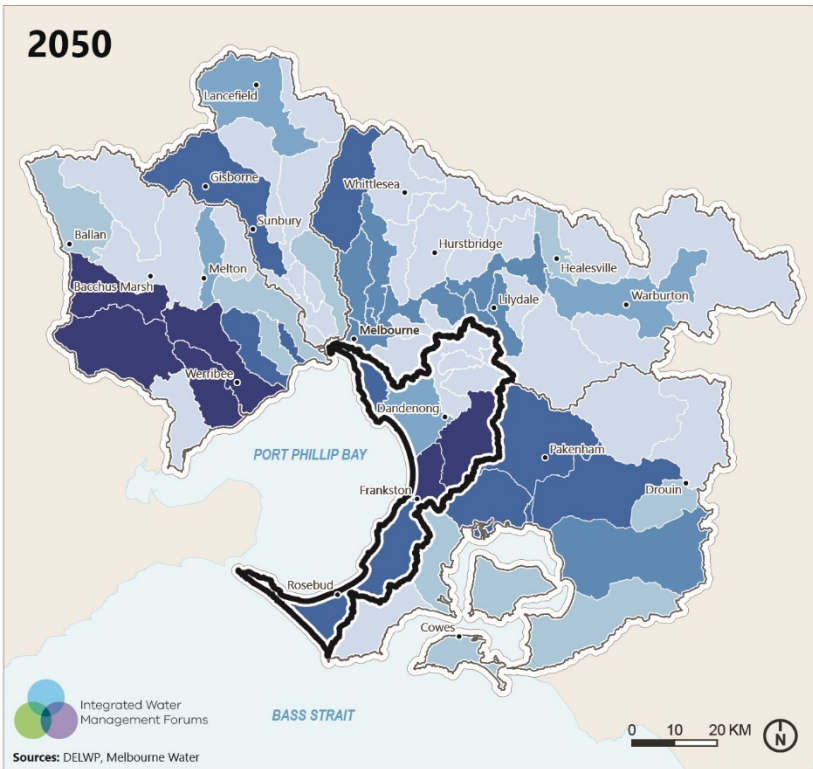 2050
Lancefield
Gisborne
Whittlesea
Sunbury
Ballan
Hurstbridge
Healesville
Melton
Bacchus Marsh
Lilydale
Warburton
Melbourne
Werribee
Dandenong
PORT PHILLIP BAY
Pakenham
Frankston
Drouin
Rosebud
Cowes
Integrated Water
Management Forums
BASS STRAIT
0 10 20 KM
N
Sources: DELWP, Melbourne Water